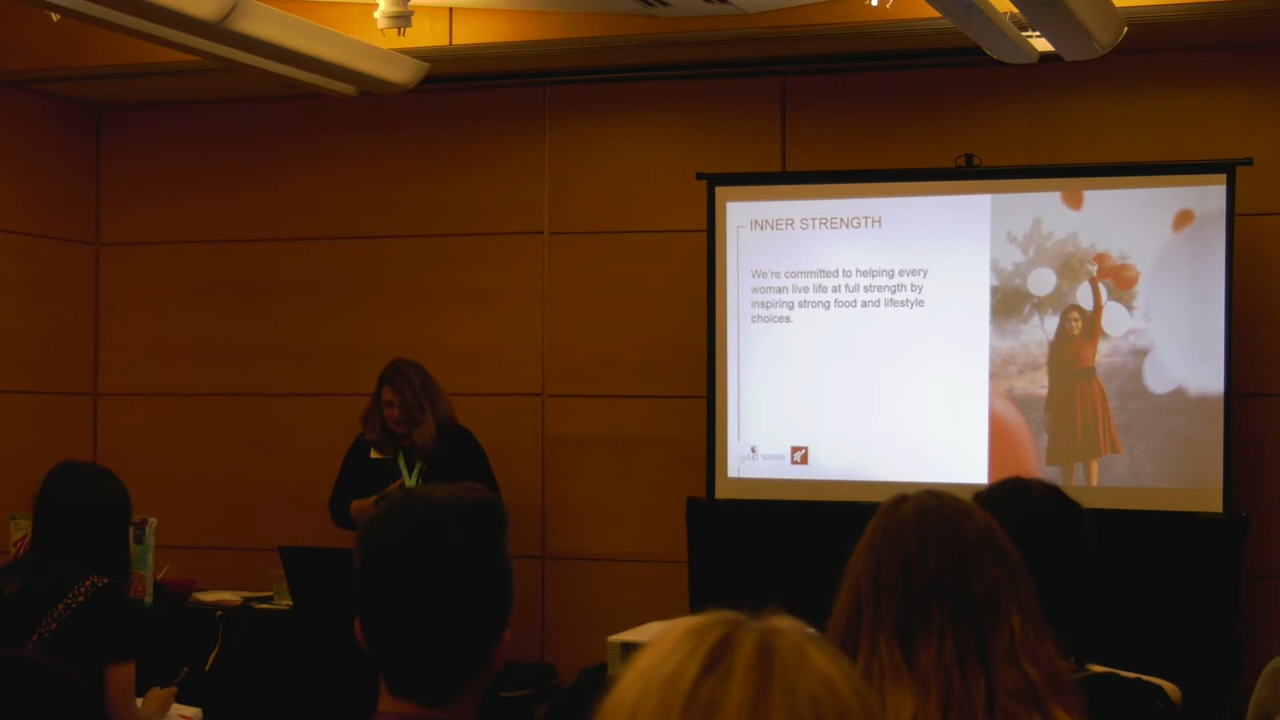 INNER STRENGTH
We're committed to helping every
woman live life at full strength by
inspiring strong food and lifestyle
choices.